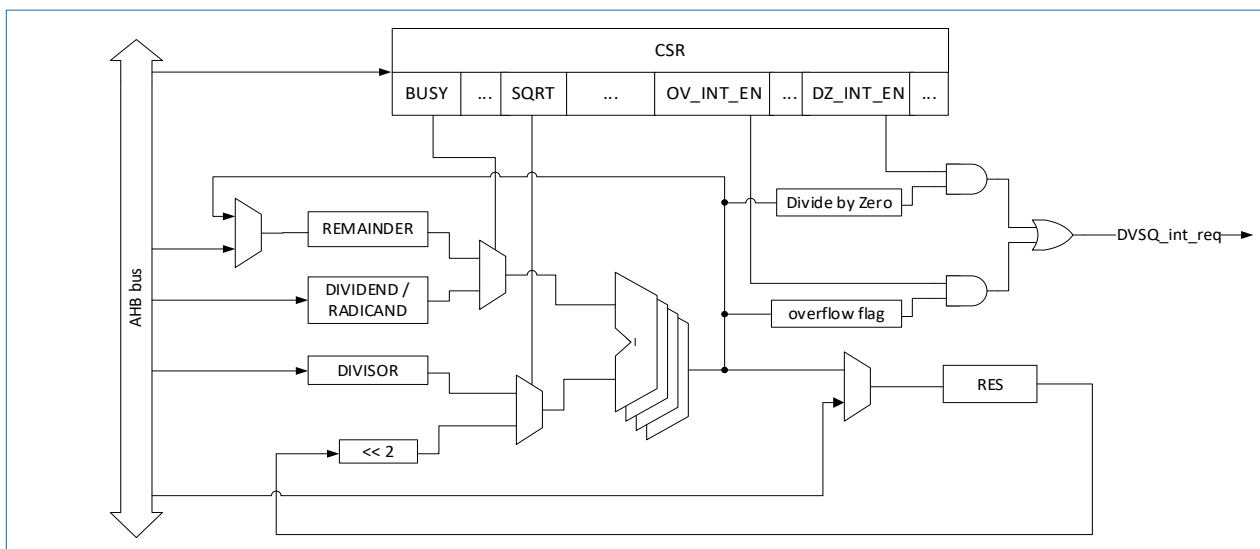 CSR
BUSY ... SQRT ... OV_INT_EN ... DZ_INT_EN ...
AHB bus
Divide by Zero
REMAINDER
DVSQ_int_req
DIVIDEND /
RADICAND
overflow flag
DIVISOR
RES
<< 2